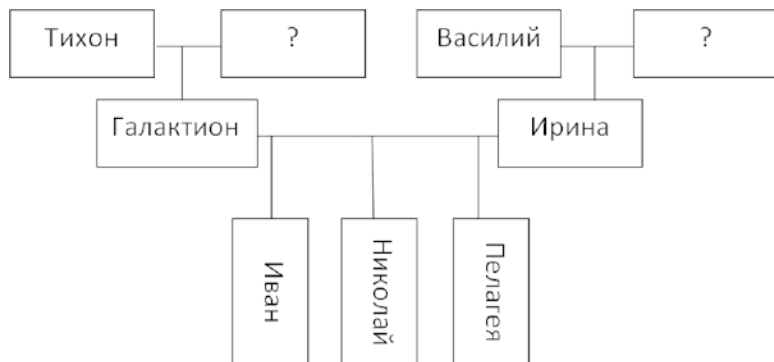 Тихон
?
Василий
?
Галактион
Ирина
Иван
Николай
Пелагея